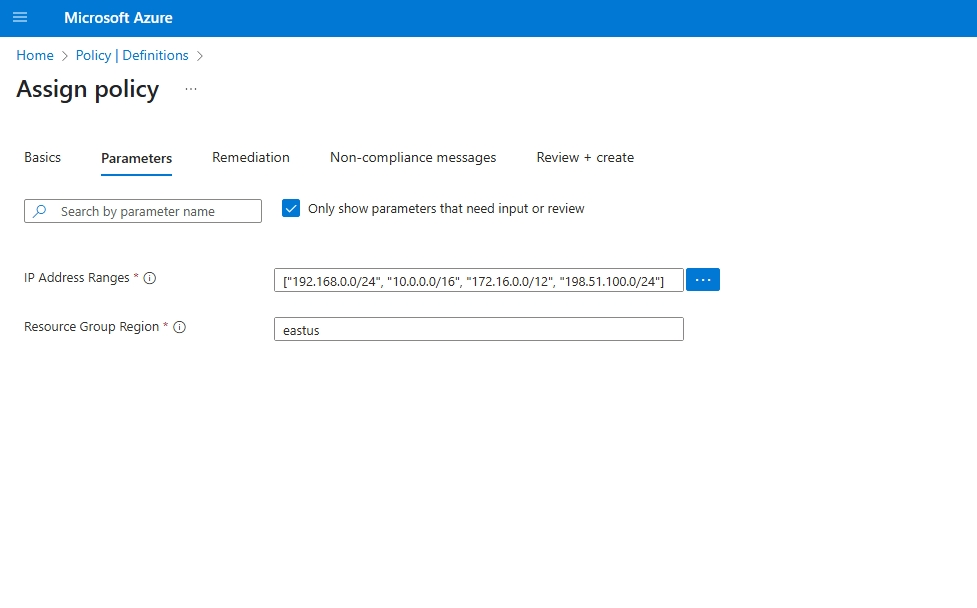 Microsoft Azure
Home > Policy | Definitions >
Assign policy ...
Basics Parameters Remediation Non-compliance messages Review + create
Search by parameter name Only show parameters that need input or review
IP Address Ranges * ["192.168.0.0/24", "10.0.0.0/16", "172.16.0.0/12", "198.51.100.0/24"] ...
Resource Group Region * eastus